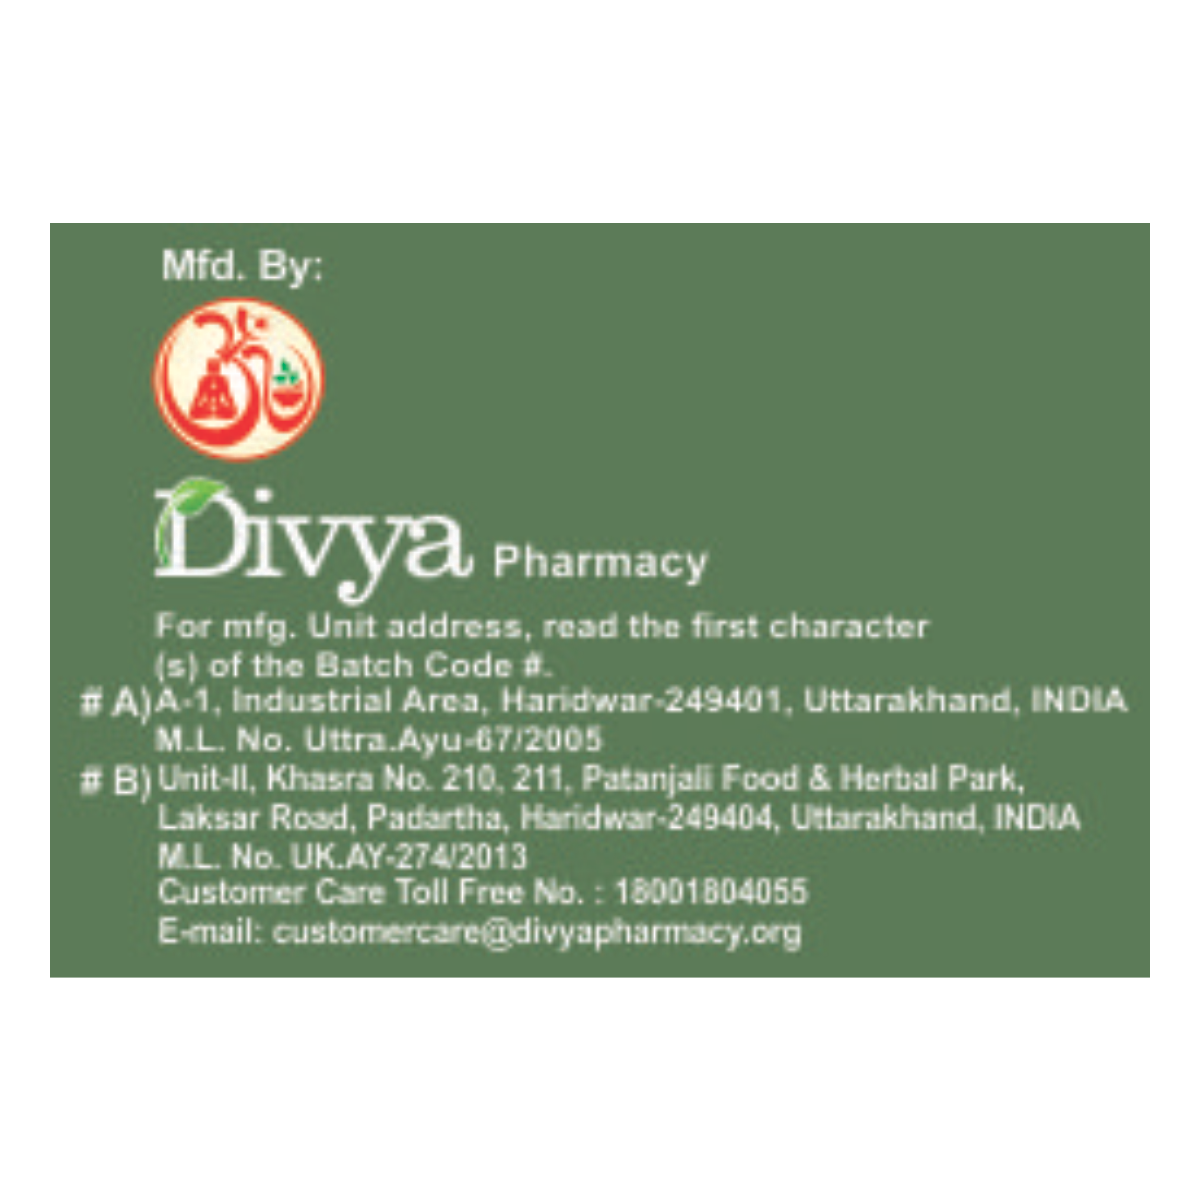 Mfd. By:
Divya Pharmacy
For mfg. Unit address, read the first character
(s) of the Batch Code #.
# A) A-1, Industrial Area, Haridwar-249401, Uttarakhand, INDIA
M.L. No. Uttra.Ayu-67/2005
# B) Unit-II, Khasra No. 210, 211, Patanjali Food & Herbal Park,
Laksar Road, Padartha, Haridwar-249404, Uttarakhand, INDIA
M.L. No. UK.AY-274/2013
Customer Care Toll Free No. : 18001804055
E-mail: customercare@divyapharmacy.org